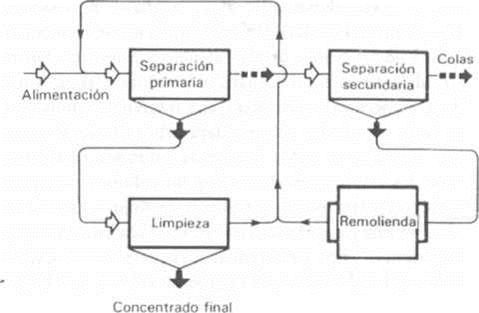 Separación
primaria
Separación
secundaria
Colas
Alimentación
Limpieza
Remolienda
Concentrado final